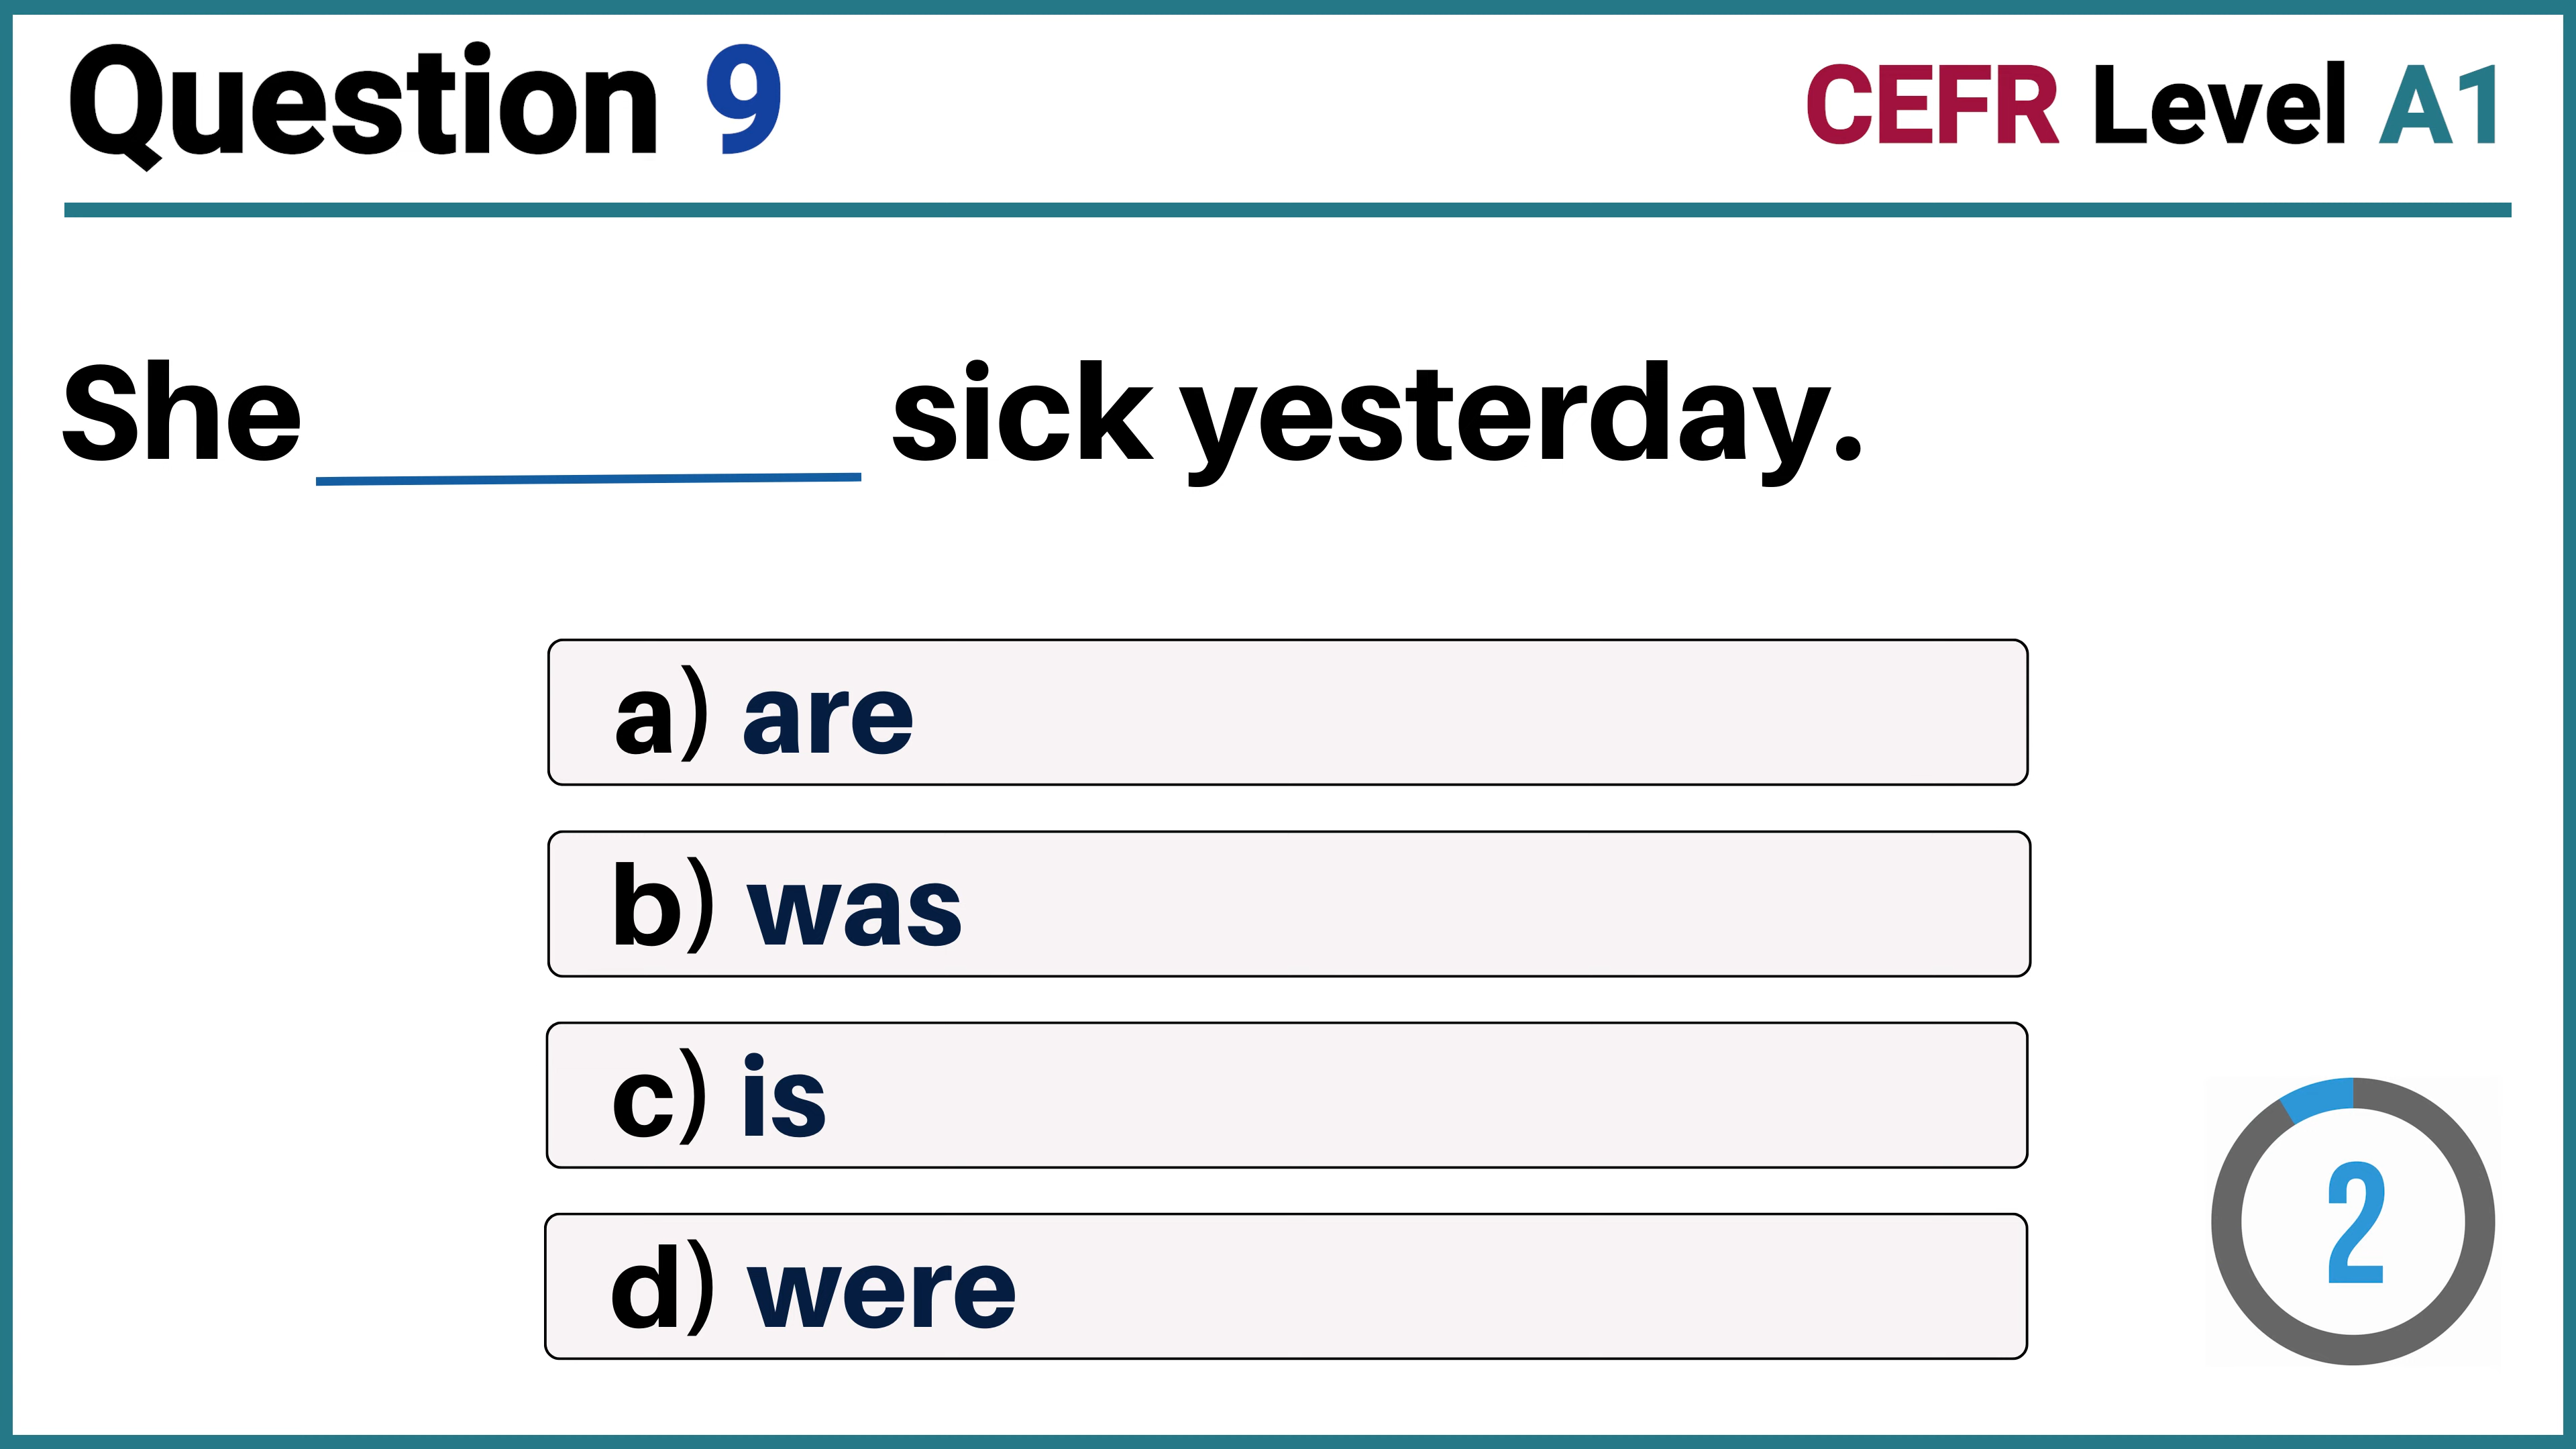 Question 9
CEFR Level A1
She ________ sick yesterday.
a) are
b) was
c) is
d) were
2